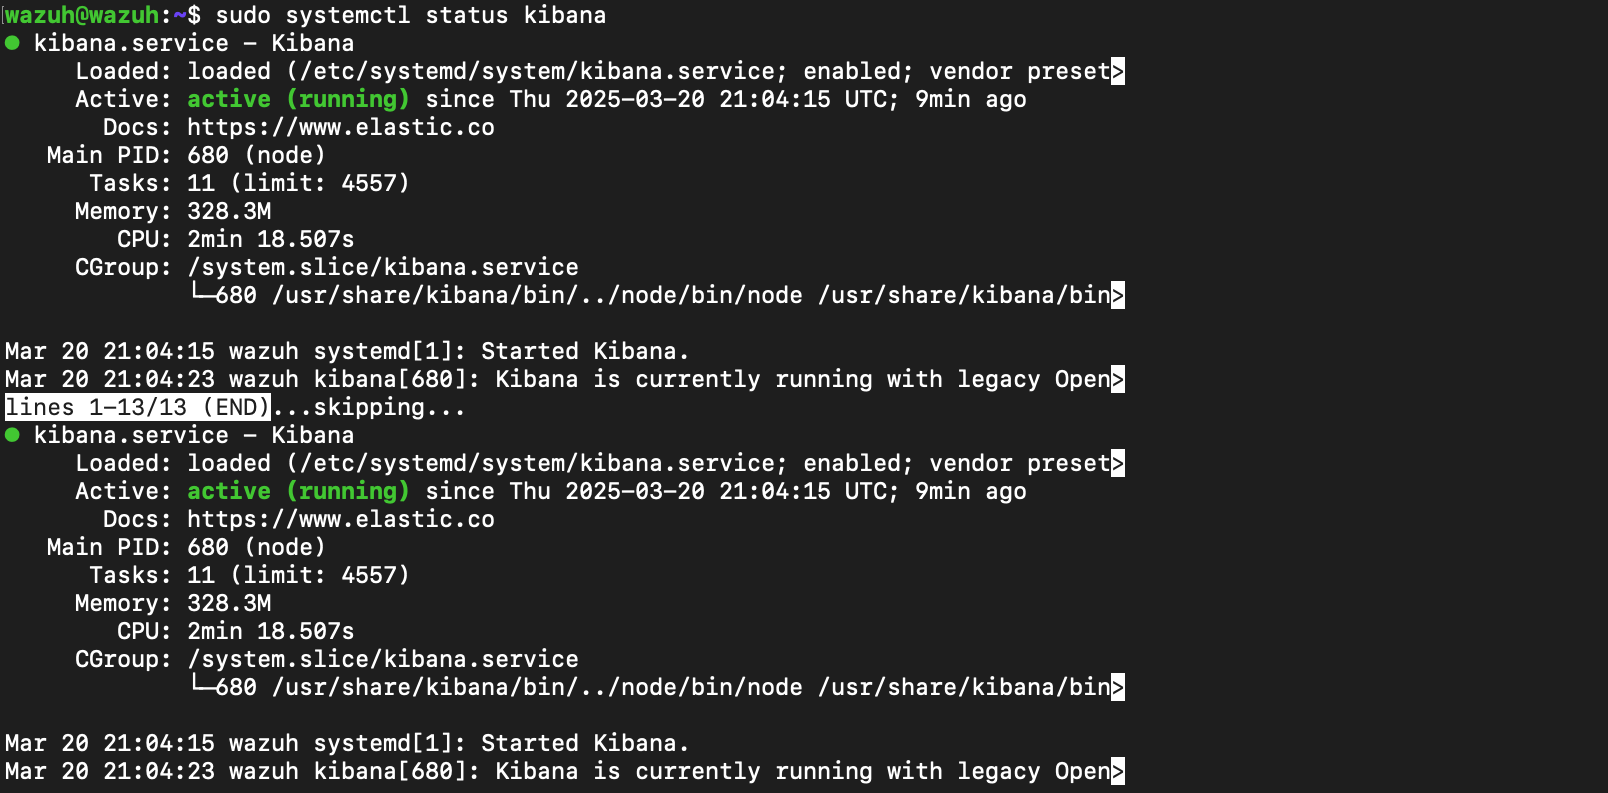 wazuh@wazuh:~$ sudo systemctl status kibana
● kibana.service – Kibana
Loaded: loaded (/etc/systemd/system/kibana.service; enabled; vendor preset>
Active: active (running) since Thu 2025-03-20 21:04:15 UTC; 9min ago
Docs: https://www.elastic.co
Main PID: 680 (node)
Tasks: 11 (limit: 4557)
Memory: 328.3M
CPU: 2min 18.507s
CGroup: /system.slice/kibana.service
└─680 /usr/share/kibana/bin/../node/bin/node /usr/share/kibana/bin>
Mar 20 21:04:15 wazuh systemd[1]: Started Kibana.
Mar 20 21:04:23 wazuh kibana[680]: Kibana is currently running with legacy Open>
lines 1–13/13 (END)...skipping...
● kibana.service – Kibana
Loaded: loaded (/etc/systemd/system/kibana.service; enabled; vendor preset>
Active: active (running) since Thu 2025-03-20 21:04:15 UTC; 9min ago
Docs: https://www.elastic.co
Main PID: 680 (node)
Tasks: 11 (limit: 4557)
Memory: 328.3M
CPU: 2min 18.507s
CGroup: /system.slice/kibana.service
└─680 /usr/share/kibana/bin/../node/bin/node /usr/share/kibana/bin>
Mar 20 21:04:15 wazuh systemd[1]: Started Kibana.
Mar 20 21:04:23 wazuh kibana[680]: Kibana is currently running with legacy Open>